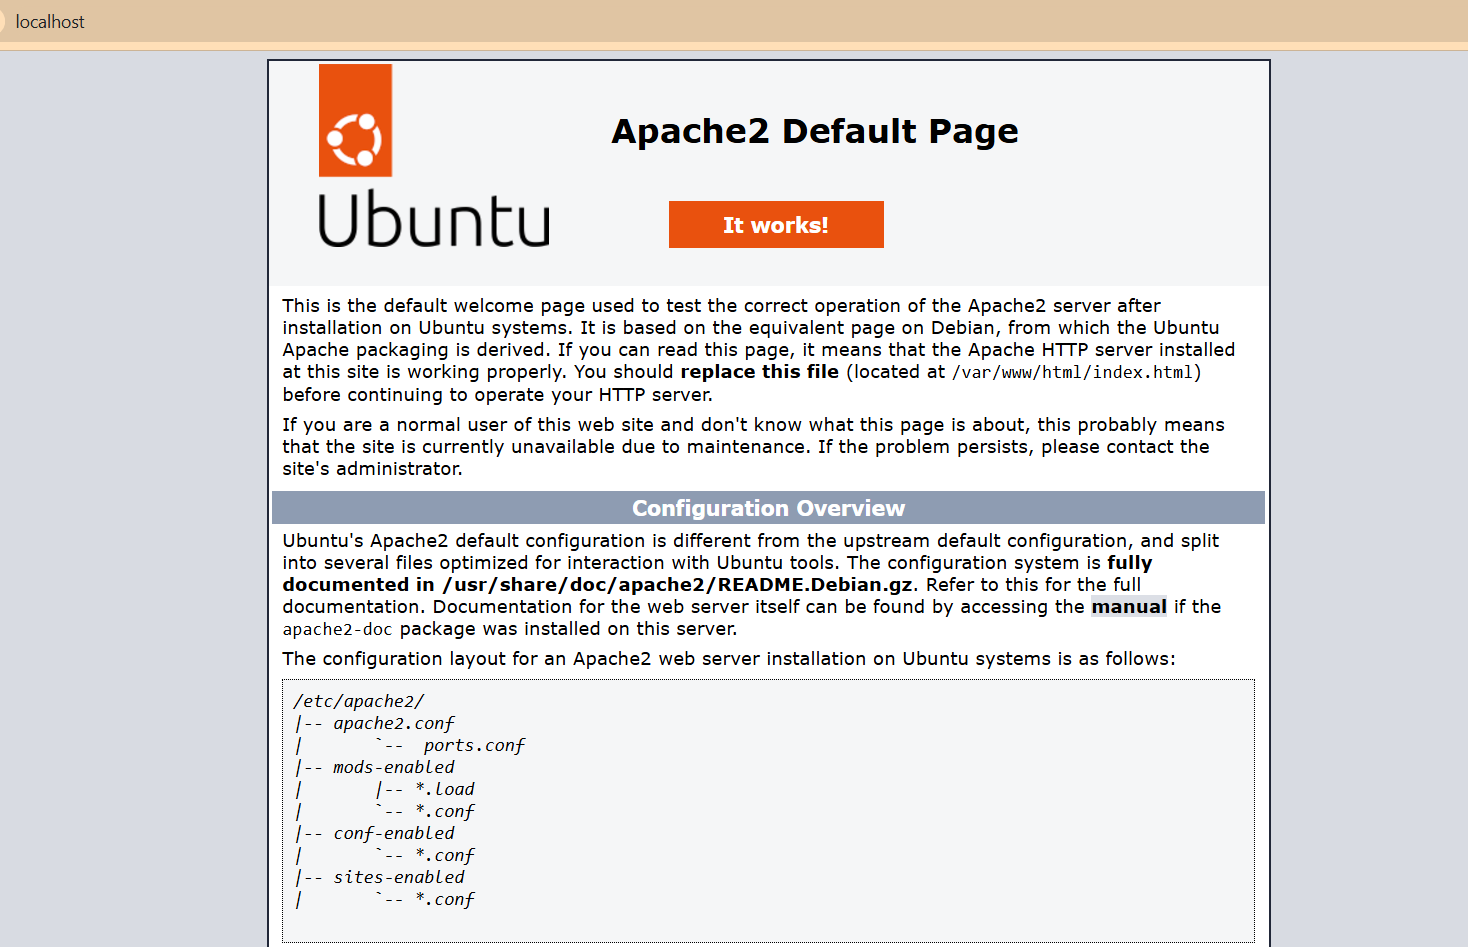 localhost
Ubuntu
Apache2 Default Page
It works!
This is the default welcome page used to test the correct operation of the Apache2 server after
installation on Ubuntu systems. It is based on the equivalent page on Debian, from which the Ubuntu
Apache packaging is derived. If you can read this page, it means that the Apache HTTP server installed
at this site is working properly. You should replace this file (located at /var/www/html/index.html)
before continuing to operate your HTTP server.
If you are a normal user of this web site and don't know what this page is about, this probably means
that the site is currently unavailable due to maintenance. If the problem persists, please contact the
site's administrator.
Configuration Overview
Ubuntu's Apache2 default configuration is different from the upstream default configuration, and split
into several files optimized for interaction with Ubuntu tools. The configuration system is fully
documented in /usr/share/doc/apache2/README.Debian.gz. Refer to this for the full
documentation. Documentation for the web server itself can be found by accessing the manual if the
apache2-doc package was installed on this server.
The configuration layout for an Apache2 web server installation on Ubuntu systems is as follows:
/etc/apache2/
|-- apache2.conf
|       `--  ports.conf
|-- mods-enabled
|       |-- *.load
|       `-- *.conf
|-- conf-enabled
|       `-- *.conf
|-- sites-enabled
|       `-- *.conf